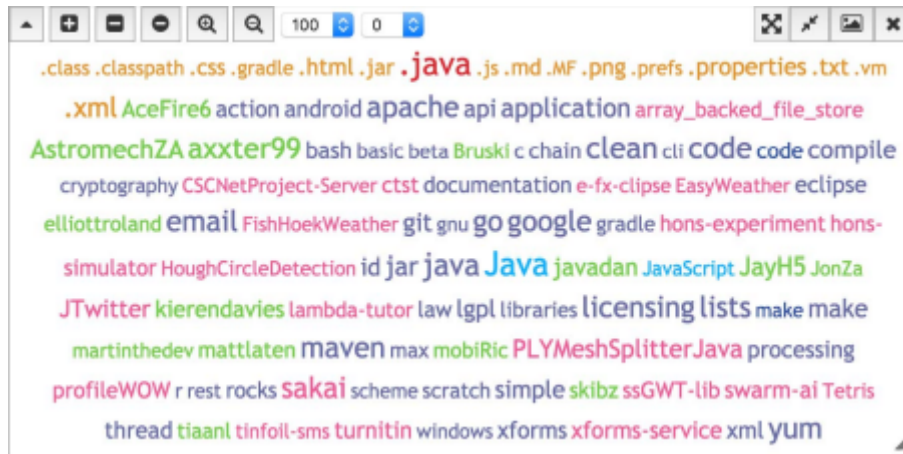 100 0
.class .classpath .css .gradle .html .jar .java .js .md .MF .png .prefs .properties .txt .vm
.xml AceFire6 action android apache api application array_backed_file_store
AstromechZA axxter99 bash basic beta Bruski c chain clean cli code code compile
cryptography CSCNetProject-Server ctst documentation e-fx-clipse EasyWeather eclipse
elliottroland email FishHoekWeather git gnu go google gradle hons-experiment hons-
simulator HoughCircleDetection id jar java Java javadan JavaScript JayH5 JonZa
JTwitter kierendavies lambda-tutor law lgpl libraries licensing lists make make
martinthedev mattlaten maven max mobiRic PLYMeshSplitterJava processing
profileWOW r rest rocks sakai scheme scratch simple skibz ssGWT-lib swarm-ai Tetris
thread tiaanl tinfoil-sms turnitin windows xforms xforms-service xml yum